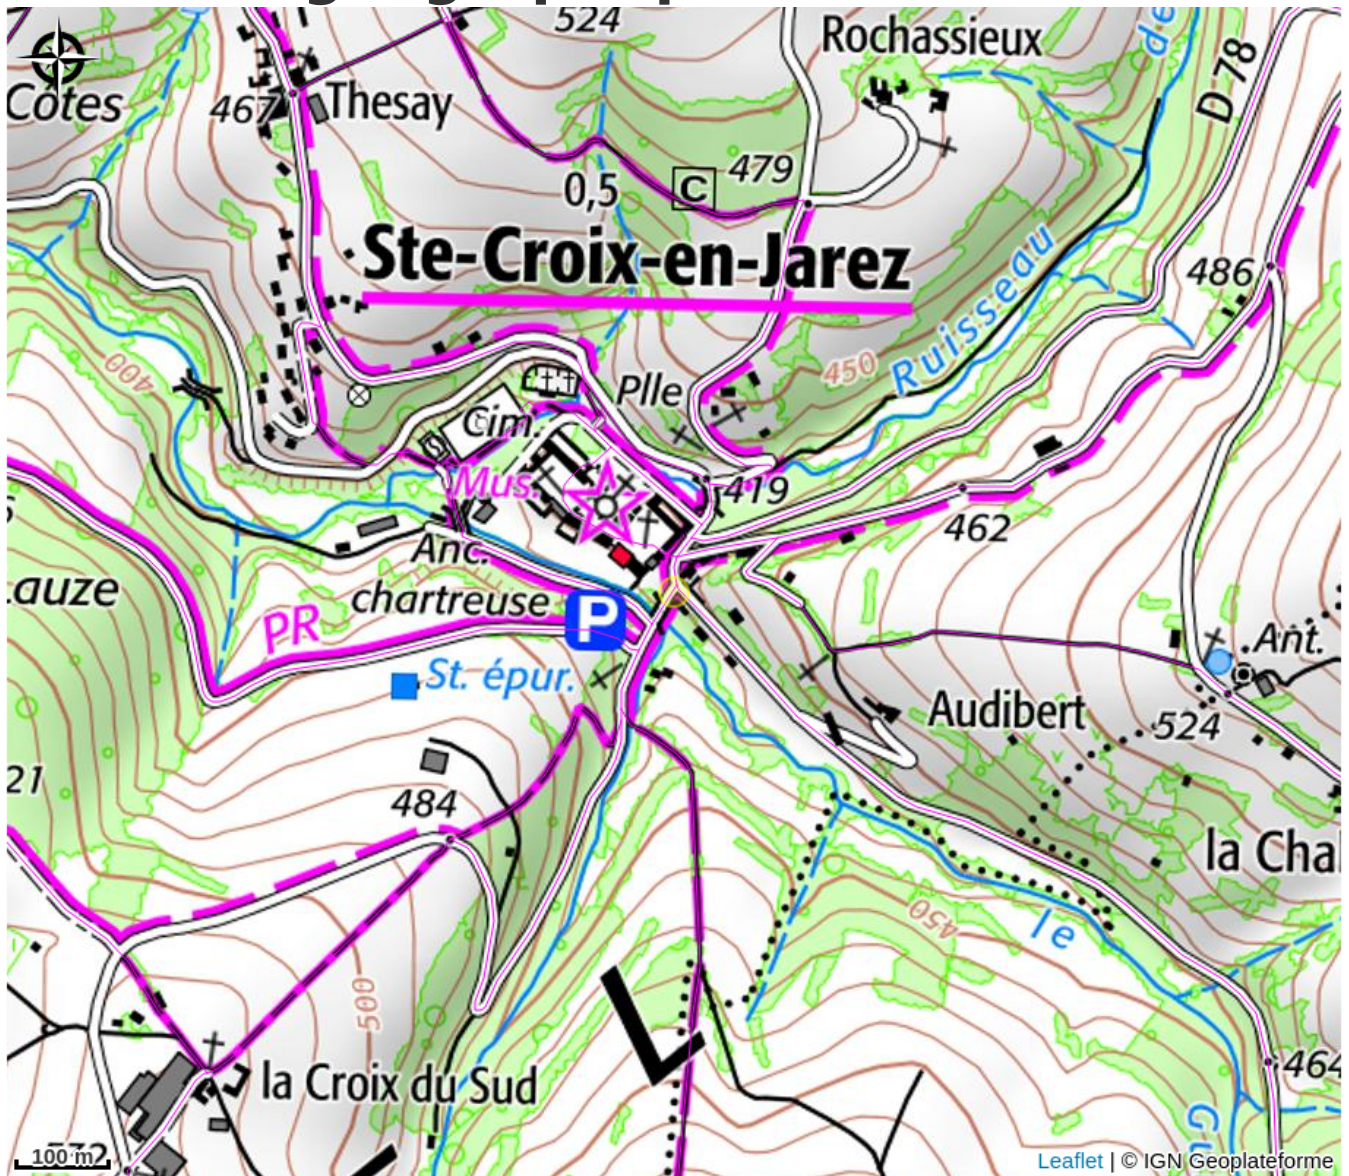 524
Rochassieux
de
D 78
Côtes
467
Thesay
479
C
0,5
Ste-Croix-en-Jarez
486
Ruisseau
450
400
Plle
Cim.
Mus.
419
462
Anc.
chartreuse
auze
PR
P
St. épur.
Ant.
Audibert
524
21
484
la Cha
450
le
500
la Croix du Sud
464
100 m
Leaflet | © IGN Geoplateforme